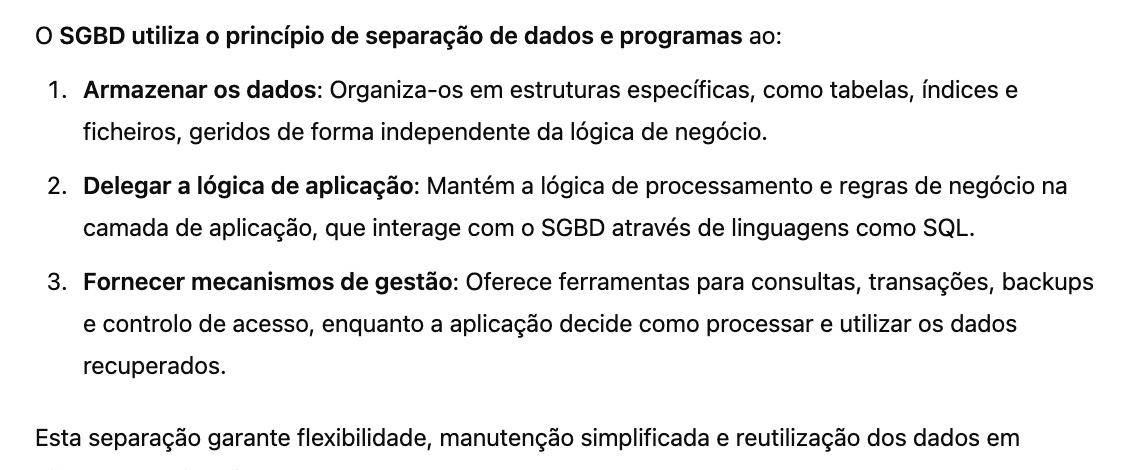 O SGBD utiliza o princípio de separação de dados e programas ao:
1. Armazenar os dados: Organiza-os em estruturas específicas, como tabelas, índices e
ficheiros, geridos de forma independente da lógica de negócio.
2. Delegar a lógica de aplicação: Mantém a lógica de processamento e regras de negócio na
camada de aplicação, que interage com o SGBD através de linguagens como SQL.
3. Fornecer mecanismos de gestão: Oferece ferramentas para consultas, transações, backups
e controlo de acesso, enquanto a aplicação decide como processar e utilizar os dados
recuperados.
Esta separação garante flexibilidade, manutenção simplificada e reutilização dos dados em